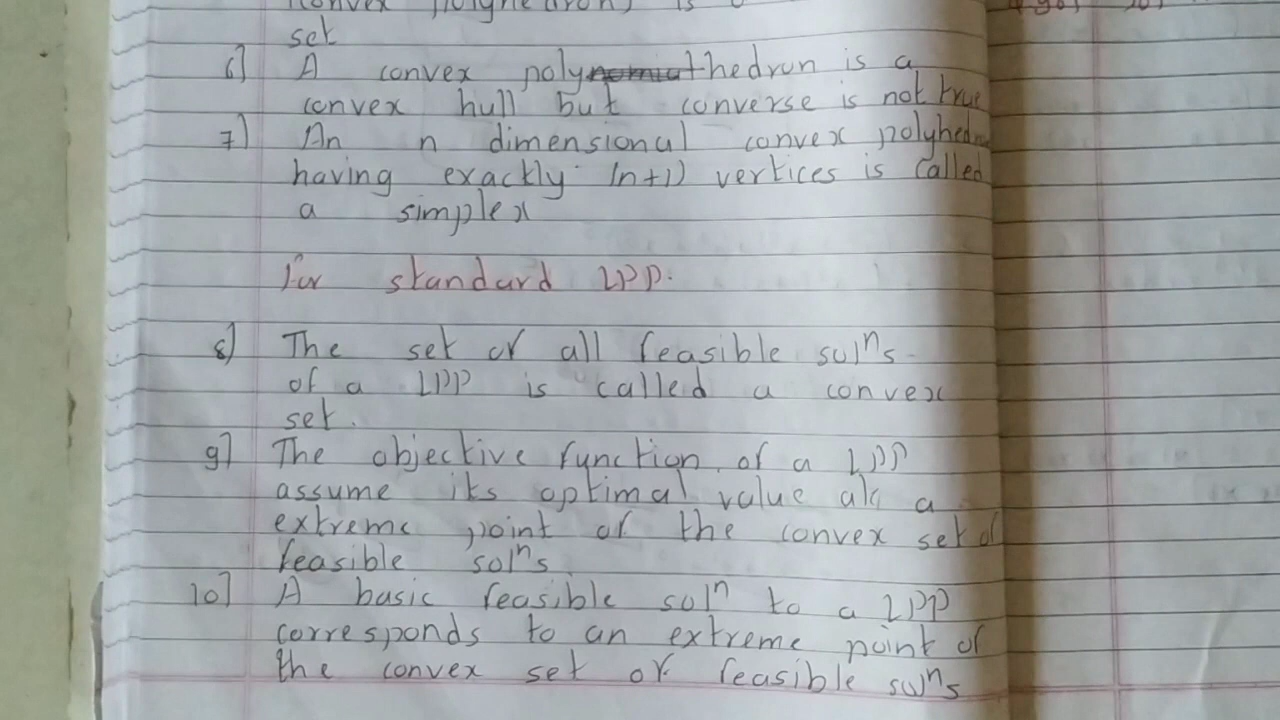 (convex polyhedron) is
set
6] A convex polythedron is a
convex hull but converse is not true
7] An n dimensional convex polyhed
having exactly (n+1) vertices is called
a simplex
for standard LPP.
8] The set of all feasible solⁿs
of a LPP is called a convex
set.
9] The objective function of a LPP
assume its optimal value at a
extreme point of the convex set of
feasible solⁿs
10] A basic feasible solⁿ to a LPP
corresponds to an extreme point of
the convex set of feasible solⁿs